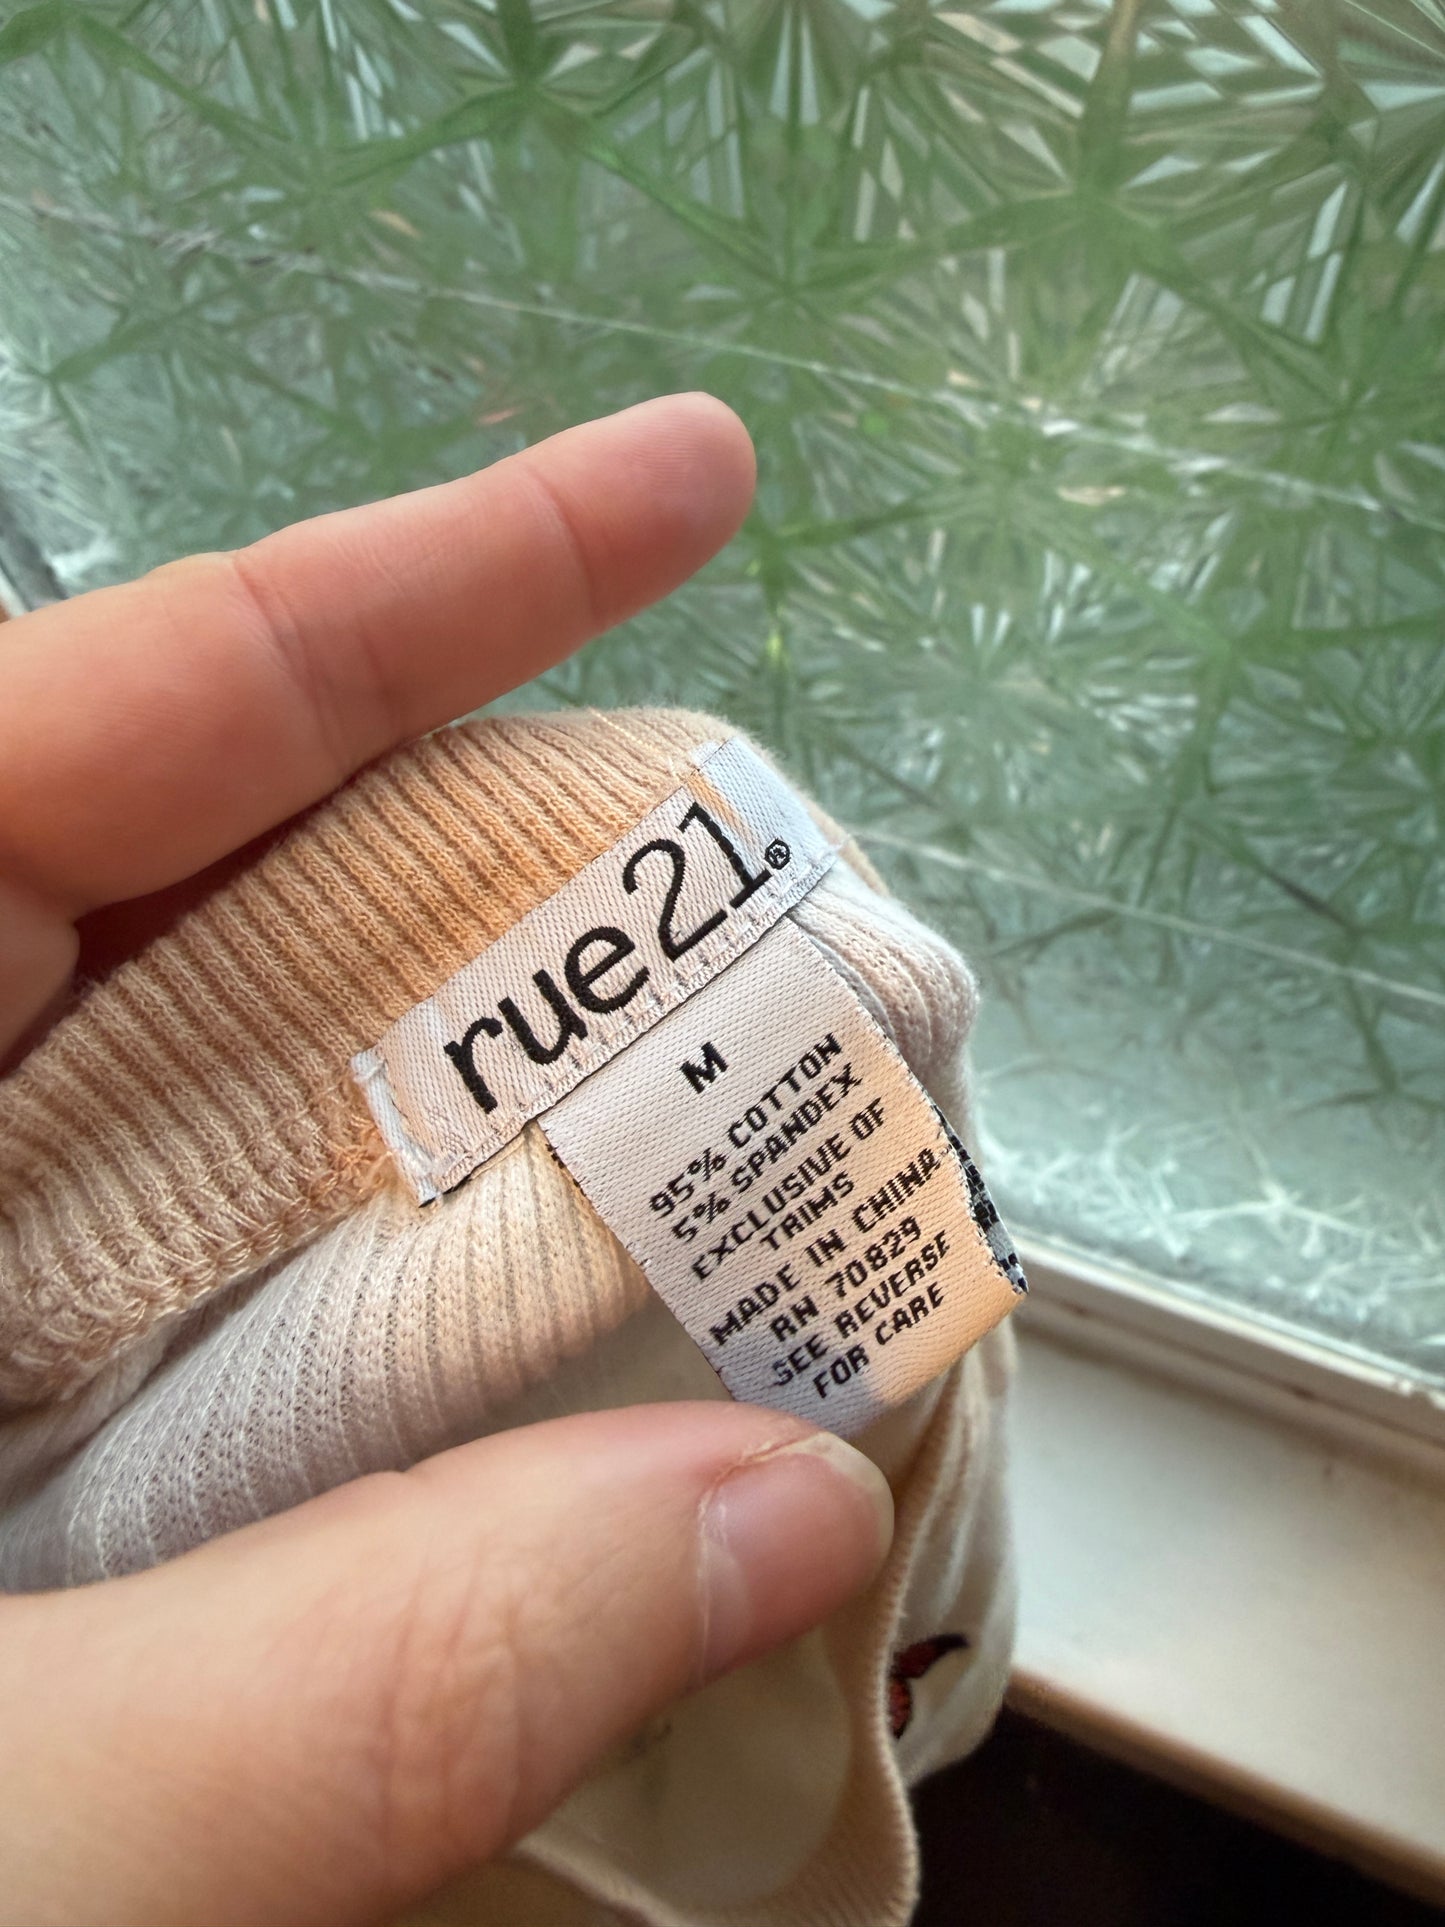 rue21®
M
95% COTTON
5% SPANDEX
EXCLUSIVE OF
TRIMS
MADE IN CHINA
RN 70829
SEE REVERSE
FOR CARE